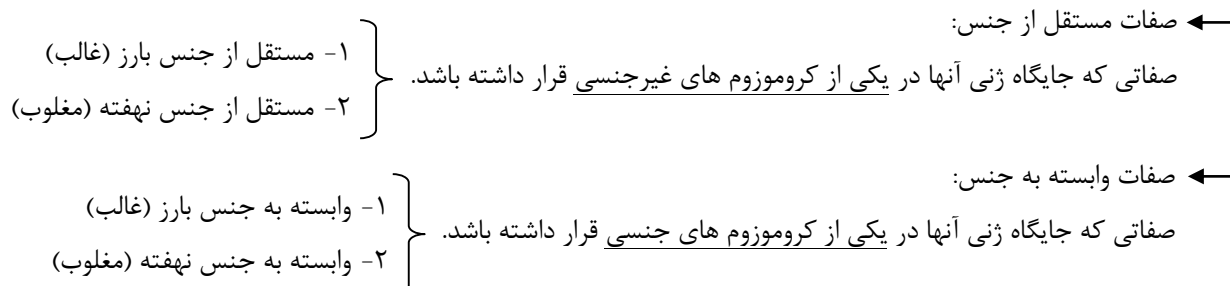 صفات مستقل از جنس:
صفاتی که جایگاه ژنی آنها در یکی از کروموزوم های غیرجنسی قرار داشته باشد.
۱- مستقل از جنس بارز (غالب)
۲- مستقل از جنس نهفته (مغلوب)
صفات وابسته به جنس:
صفاتی که جایگاه ژنی آنها در یکی از کروموزوم های جنسی قرار داشته باشد.
۱- وابسته به جنس بارز (غالب)
۲- وابسته به جنس نهفته (مغلوب)